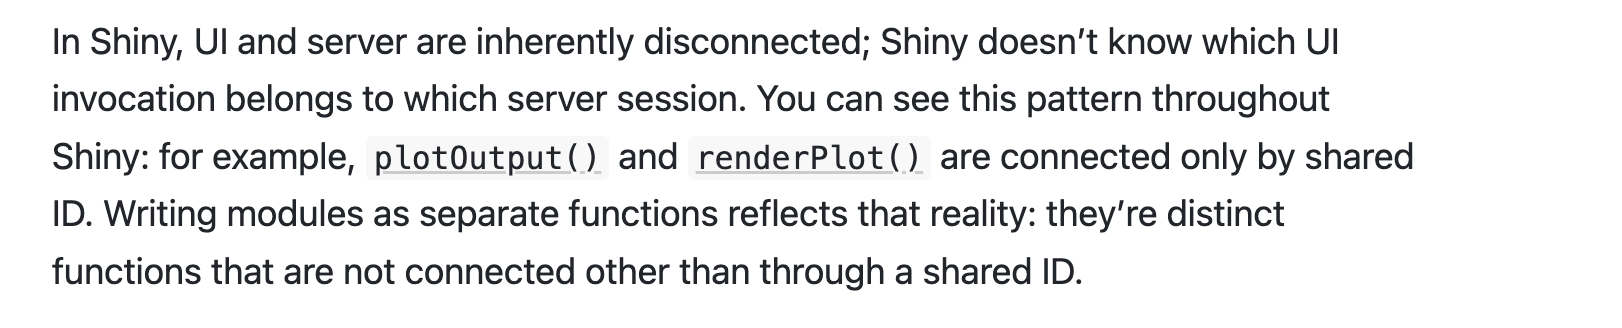 In Shiny, UI and server are inherently disconnected; Shiny doesn’t know which UI
invocation belongs to which server session. You can see this pattern throughout
Shiny: for example, plotOutput() and renderPlot() are connected only by shared
ID. Writing modules as separate functions reflects that reality: they’re distinct
functions that are not connected other than through a shared ID.